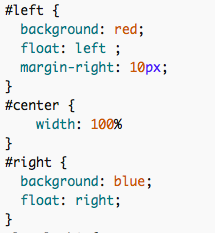 #left {
  background: red;
  float: left ;
  margin-right: 10px;
}
#center {
    width: 100%
}
#right {
  background: blue;
  float: right;
}